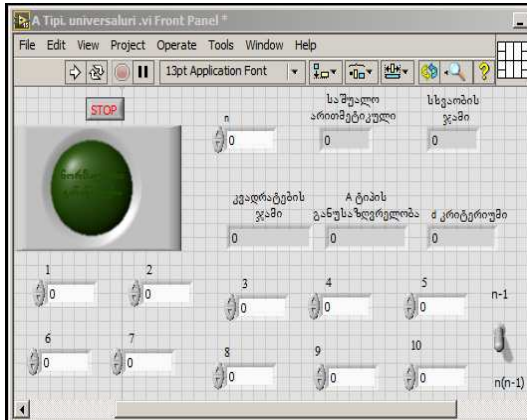 A Tipi. universaluri .vi Front Panel *
File Edit View Project Operate Tools Window Help
13pt Application Font
STOP
n
0
საშუალო
არითმეტიკული
0
სხვაობის
ჯამი
0
კვადრატების
ჯამი
0
A ტიპის
განუსაზღვრელობა
0
d კრიტერიუმი
0
1
0
2
0
3
0
4
0
5
0
n-1
6
0
7
0
8
0
9
0
10
0
n(n-1)